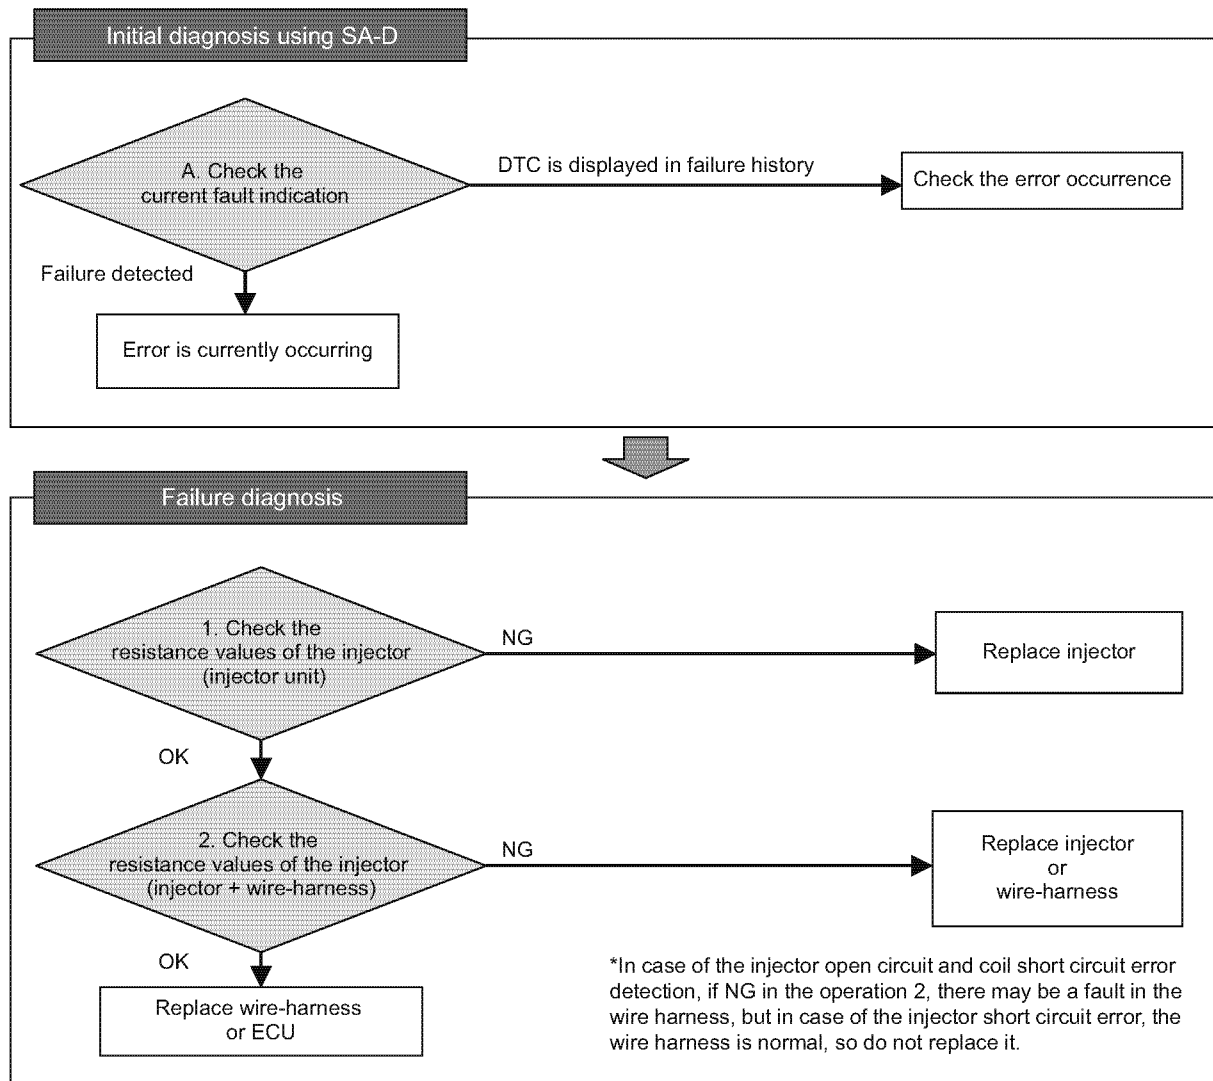 Initial diagnosis using SA-D
A. Check the
current fault indication
DTC is displayed in failure history
Check the error occurrence
Failure detected
Error is currently occurring
Failure diagnosis
1. Check the
resistance values of the injector
(injector unit)
NG
Replace injector
OK
2. Check the
resistance values of the injector
(injector + wire-harness)
NG
Replace injector
or
wire-harness
OK
Replace wire-harness
or ECU
*In case of the injector open circuit and coil short circuit error
detection, if NG in the operation 2, there may be a fault in the
wire harness, but in case of the injector short circuit error, the
wire harness is normal, so do not replace it.